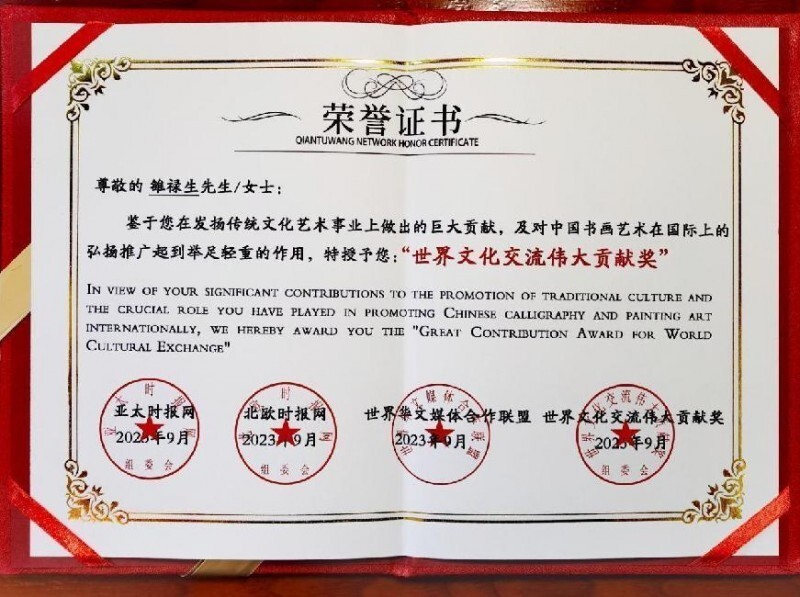 荣誉证书
QIANTUWANG NETWORK HONOR CERTIFICATE
尊敬的 雒禄生先生/女士：
鉴于您在发扬传统文化艺术事业上做出的巨大贡献，及对中国书画艺术在国际上的
弘扬推广起到举足轻重的作用，特授予您：“世界文化交流伟大贡献奖”
IN VIEW OF YOUR SIGNIFICANT CONTRIBUTIONS TO THE PROMOTION OF TRADITIONAL CULTURE AND
THE CRUCIAL ROLE YOU HAVE PLAYED IN PROMOTING CHINESE CALLIGRAPHY AND PAINTING ART
INTERNATIONALLY, WE HEREBY AWARD YOU THE "GREAT CONTRIBUTION AWARD FOR WORLD
CULTURAL EXCHANGE"
亚太时报网 北欧时报网 世界华文媒体合作联盟 世界文化交流伟大贡献奖
2023年9月 2023年9月 2023年9月 2023年9月
组委会 组委会 组委会